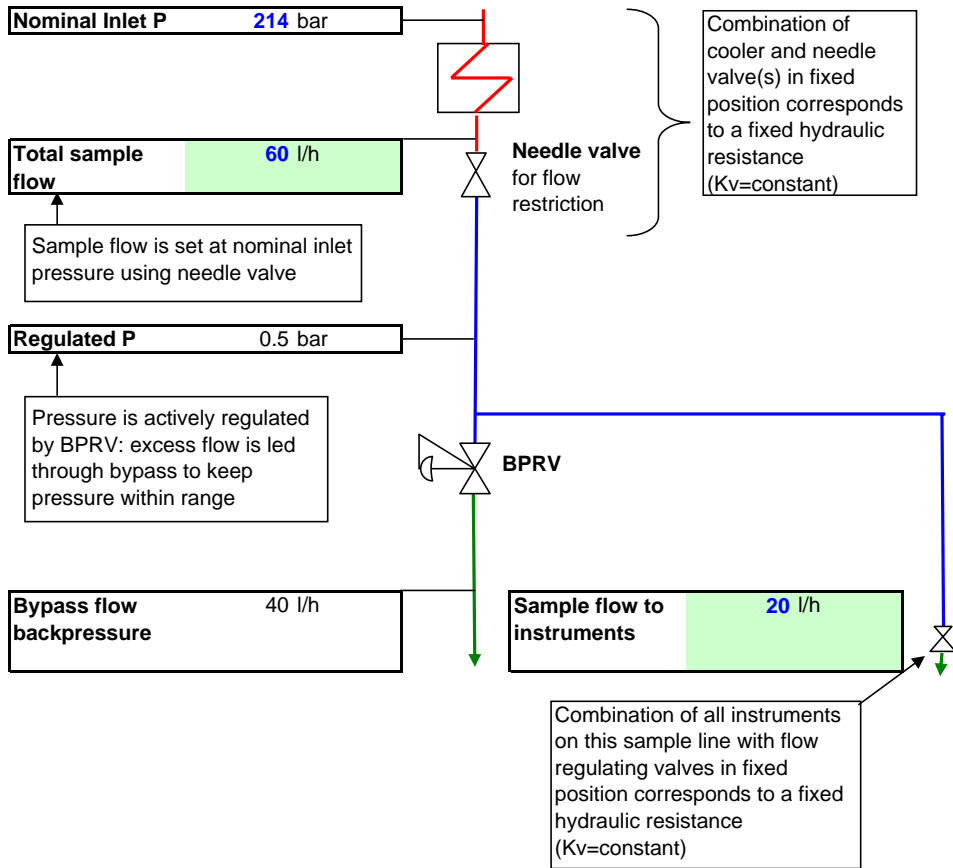 Nominal Inlet P 214 bar
Combination of
cooler and needle
valve(s) in fixed
position corresponds
to a fixed hydraulic
resistance
(Kv=constant)
Total sample
flow
60 l/h
Needle valve
for flow
restriction
Sample flow is set at nominal inlet
pressure using needle valve
Regulated P 0.5 bar
Pressure is actively regulated
by BPRV: excess flow is led
through bypass to keep
pressure within range
BPRV
Bypass flow
backpressure
40 l/h
Sample flow to
instruments
20 l/h
Combination of all instruments
on this sample line with flow
regulating valves in fixed
position corresponds to a fixed
hydraulic resistance
(Kv=constant)